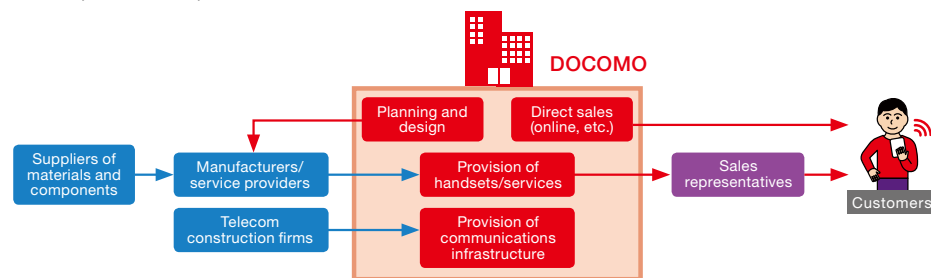 DOCOMO
Planning and
design
Direct sales
(online, etc.)
Suppliers of
materials and
components
Manufacturers/
service providers
Provision of
handsets/services
Sales
representatives
Customers
Telecom
construction firms
Provision of
communications
infrastructure